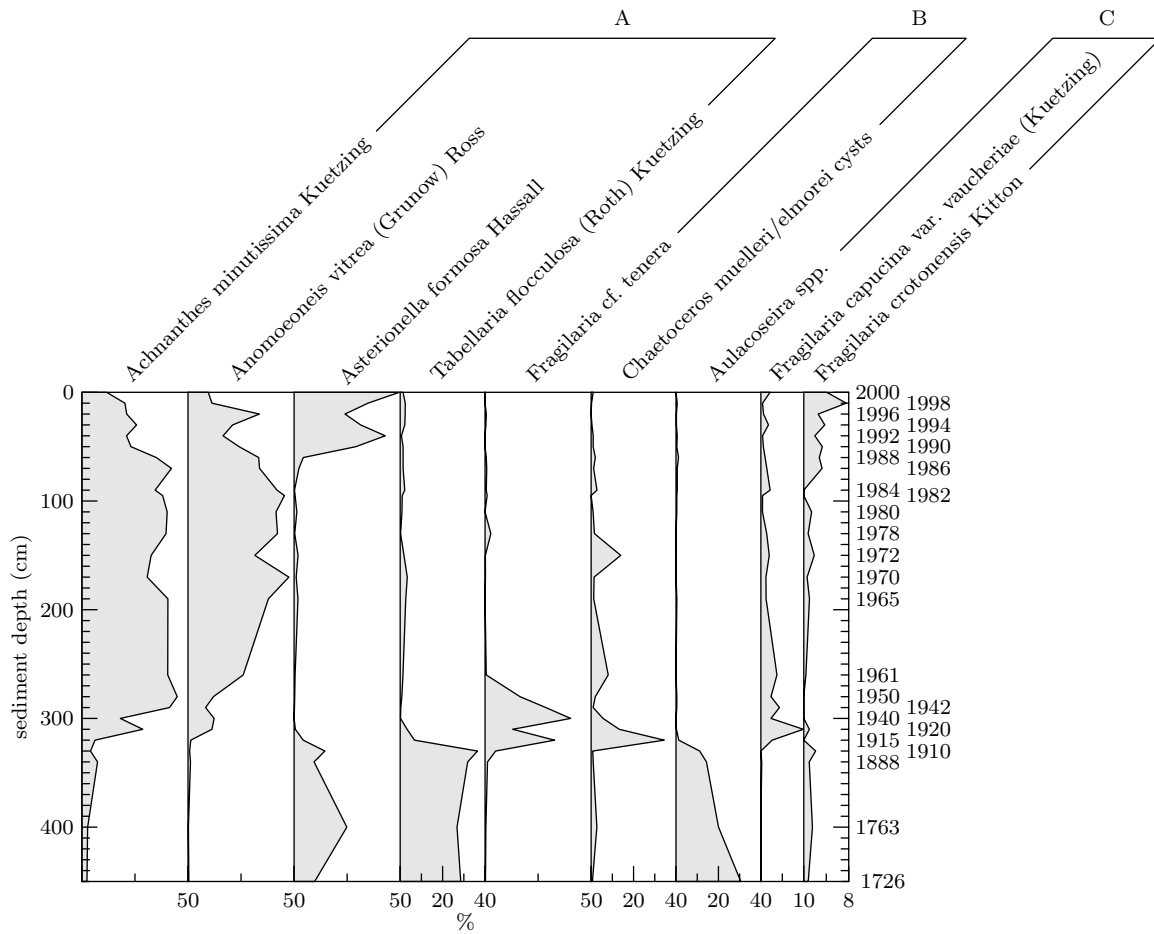 A B C
Achnanthes minutissima Kuetzing
Anomoeoneis vitrea (Grunow) Ross
Asterionella formosa Hassall
Tabellaria flocculosa (Roth) Kuetzing
Fragilaria cf. tenera
Chaetoceros muelleri/elmorei cysts
Aulacoseira spp.
Fragilaria capucina var. vaucheriae (Kuetzing)
Fragilaria crotonensis Kitton
0 2000
1998
1996
1994
1992
1990
1988
1986
1984
100 1982
1980
1978
1972
1970
200 1965
1961
1950
1942
300 1940
1920
1915
1910
1888
400 1763
1726
sediment depth (cm)
50 50 50 20 40 50 20 40 20 40 10 8
%